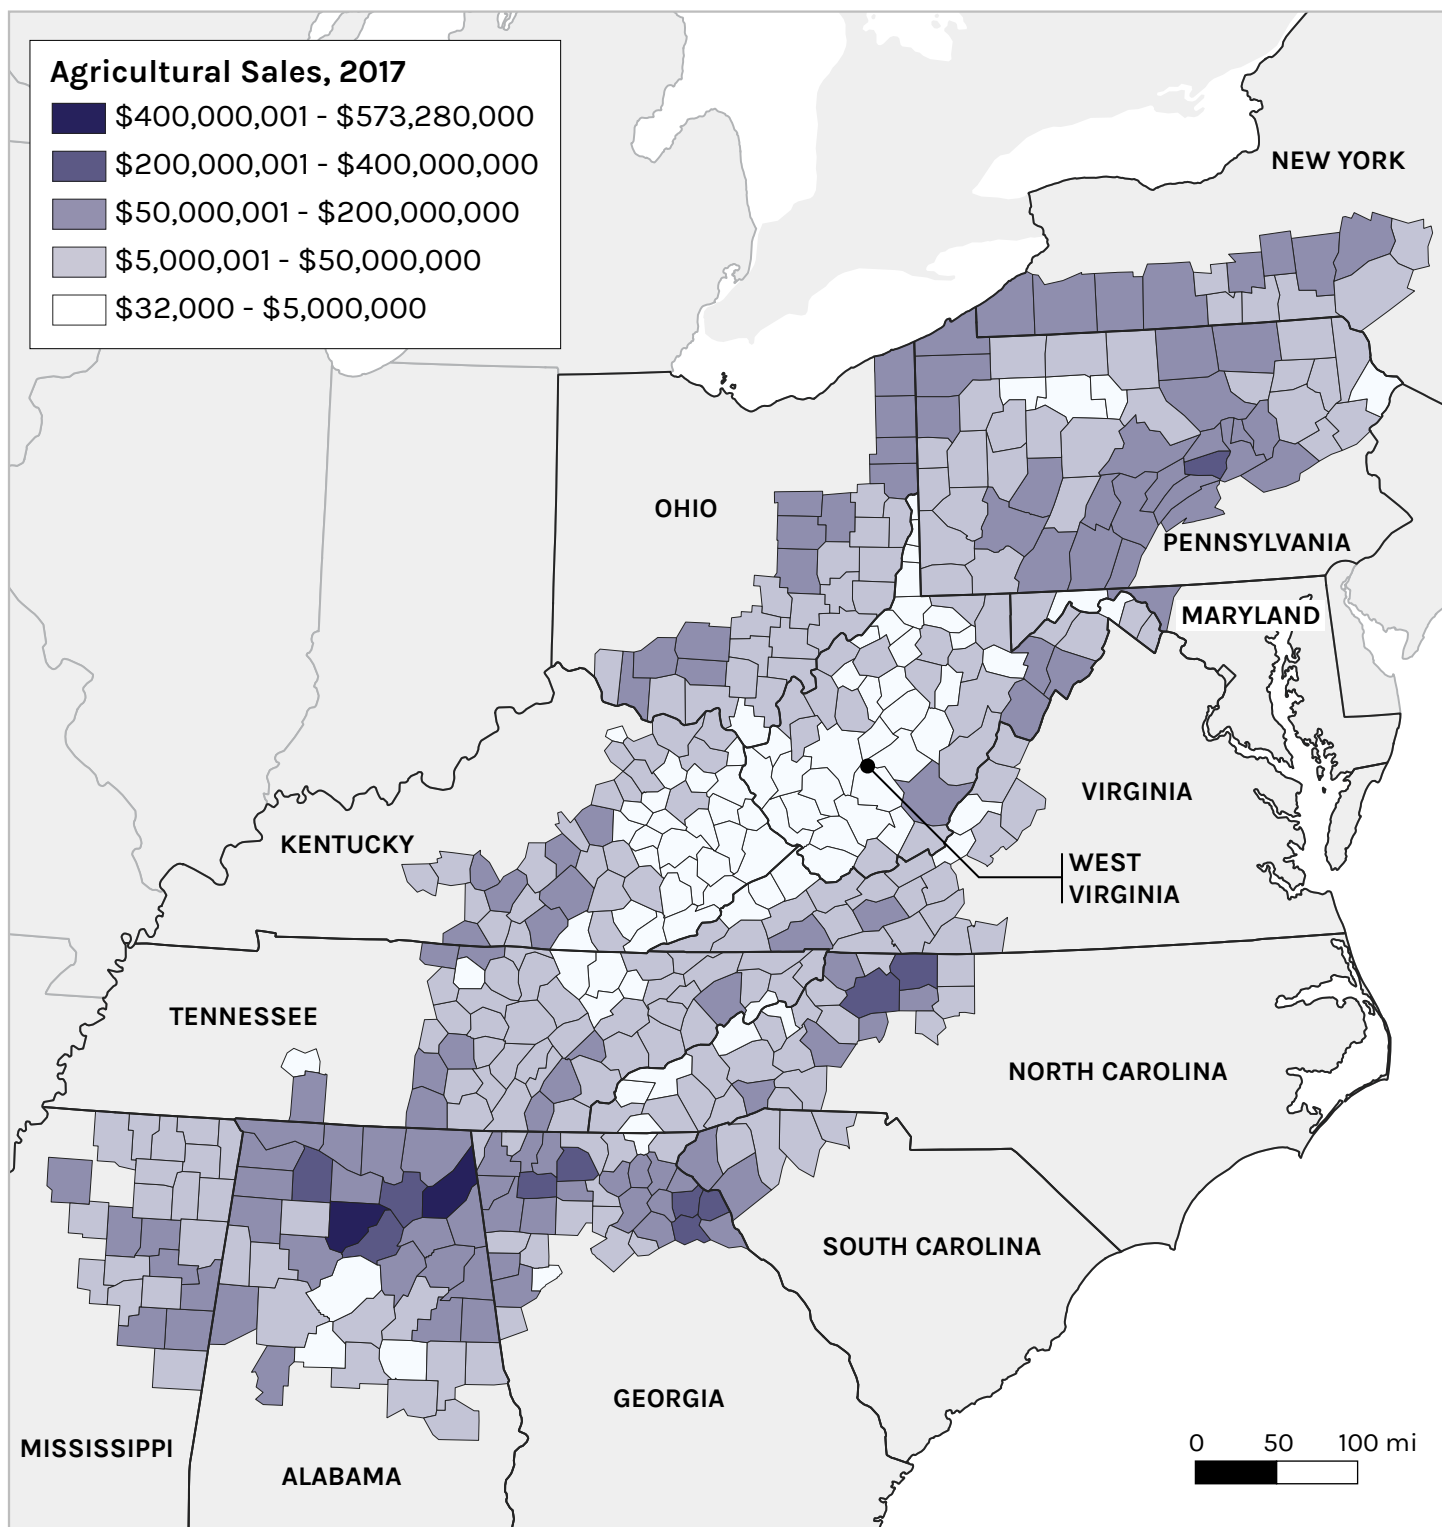 Agricultural Sales, 2017
$400,000,001 - $573,280,000
$200,000,001 - $400,000,000
$50,000,001 - $200,000,000
$5,000,001 - $50,000,000
$32,000 - $5,000,000
NEW YORK
OHIO
PENNSYLVANIA
MARYLAND
VIRGINIA
KENTUCKY
WEST
VIRGINIA
TENNESSEE
NORTH CAROLINA
SOUTH CAROLINA
GEORGIA
MISSISSIPPI
ALABAMA
0 50 100 mi